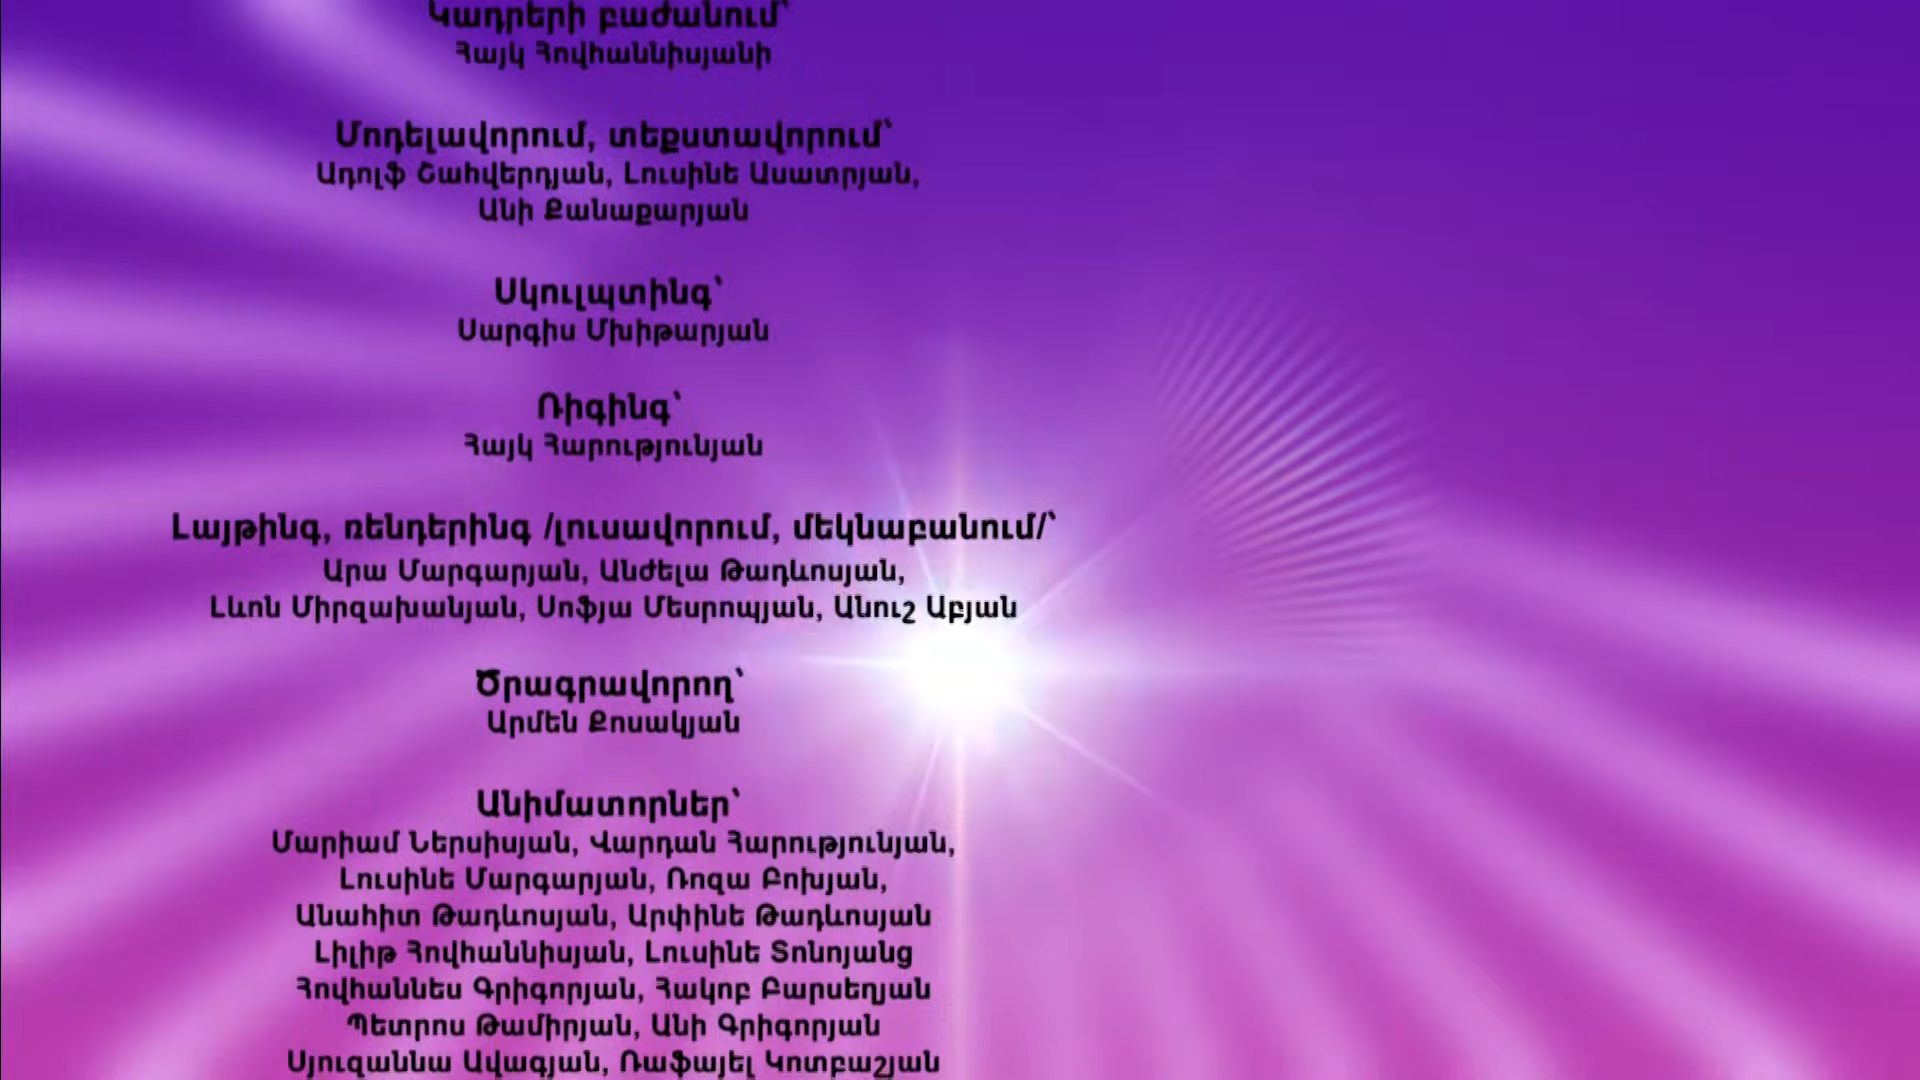 Կադրերի բաժանում՝
Հայկ Հովհաննիսյանի
Մոդելավորում, տեքստավորում՝
Ադոլֆ Շահվերդյան, Լուսինե Ասատրյան,
Անի Քանաքարյան
Սկուլպտինգ՝
Սարգիս Մխիթարյան
Ռիգինգ՝
Հայկ Հարությունյան
Լայթինգ, ռենդերինգ /լուսավորում, մեկնաբանում/՝
Արա Մարգարյան, Անժելա Թադևոսյան,
Լևոն Միրզախանյան, Սոֆյա Մեսրոպյան, Անուշ Աբյան
Ծրագրավորող՝
Արմեն Քոսակյան
Անիմատորներ՝
Մարիամ Ներսիսյան, Վարդան Հարությունյան,
Լուսինե Մարգարյան, Ռոզա Բոխյան,
Անահիտ Թադևոսյան, Արփինե Թադևոսյան
Լիլիթ Հովհաննիսյան, Լուսինե Տոնոյանց
Հովհաննես Գրիգորյան, Հակոբ Բարսեղյան
Պետրոս Թամիրյան, Անի Գրիգորյան
Սյուզաննա Ավագյան, Ռաֆայել Կոտբաշյան